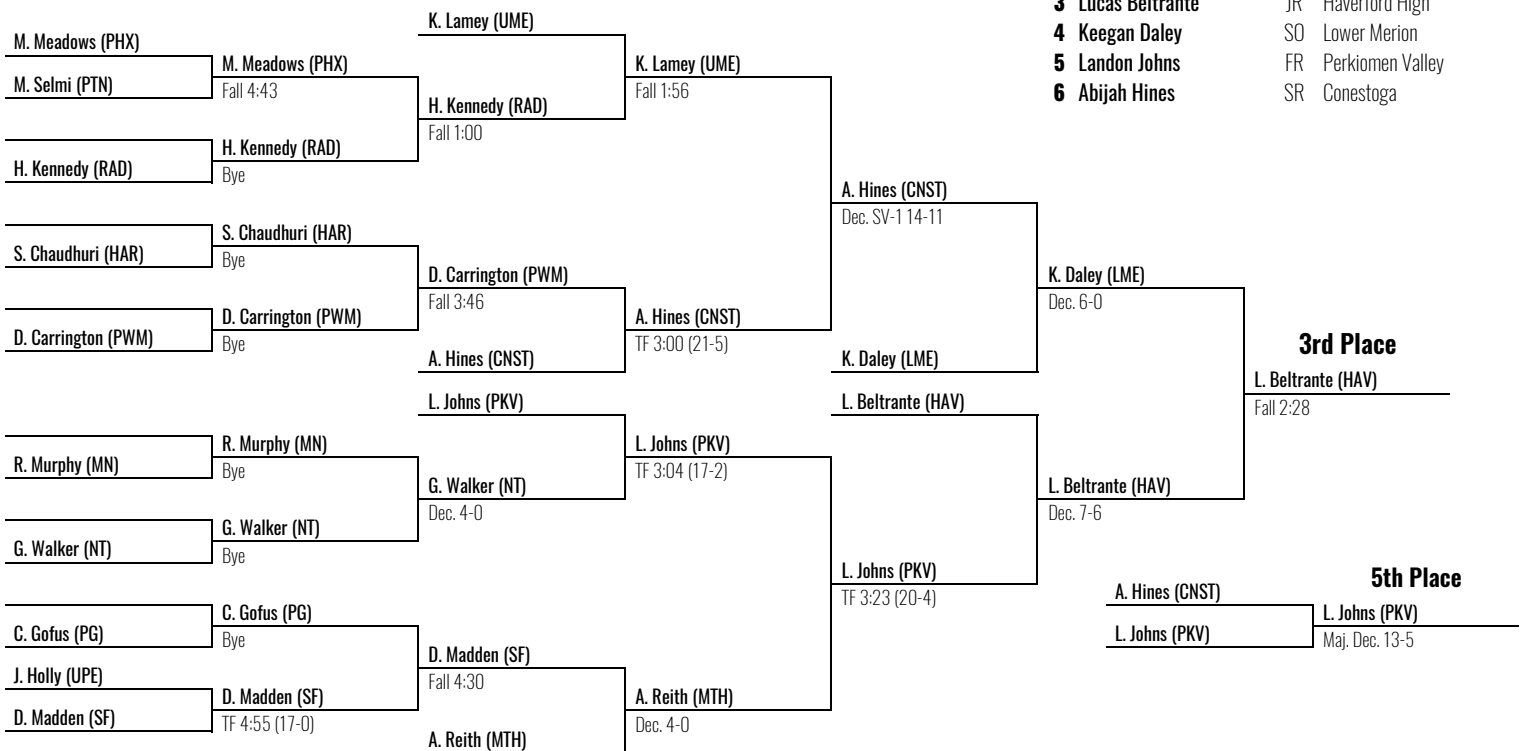 3 Lucas Beltrante JR Haverford High
4 Keegan Daley SO Lower Merion
5 Landon Johns FR Perkiomen Valley
6 Abijah Hines SR Conestoga
M. Meadows (PHX)
M. Selmi (PTN)
H. Kennedy (RAD)
S. Chaudhuri (HAR)
D. Carrington (PWM)
R. Murphy (MN)
G. Walker (NT)
C. Gofus (PG)
J. Holly (UPE)
D. Madden (SF)
M. Meadows (PHX)
Fall 4:43
H. Kennedy (RAD)
Bye
S. Chaudhuri (HAR)
Bye
D. Carrington (PWM)
Bye
R. Murphy (MN)
Bye
G. Walker (NT)
Bye
C. Gofus (PG)
Bye
D. Madden (SF)
TF 4:55 (17-0)
K. Lamey (UME)
H. Kennedy (RAD)
Fall 1:00
D. Carrington (PWM)
Fall 3:46
A. Hines (CNST)
L. Johns (PKV)
G. Walker (NT)
Dec. 4-0
D. Madden (SF)
Fall 4:30
A. Reith (MTH)
K. Lamey (UME)
Fall 1:56
A. Hines (CNST)
TF 3:00 (21-5)
L. Johns (PKV)
TF 3:04 (17-2)
A. Reith (MTH)
Dec. 4-0
A. Hines (CNST)
Dec. SV-1 14-11
K. Daley (LME)
L. Beltrante (HAV)
L. Johns (PKV)
TF 3:23 (20-4)
K. Daley (LME)
Dec. 6-0
L. Beltrante (HAV)
Dec. 7-6
3rd Place
L. Beltrante (HAV)
Fall 2:28
5th Place
A. Hines (CNST)
L. Johns (PKV)
L. Johns (PKV)
Maj. Dec. 13-5